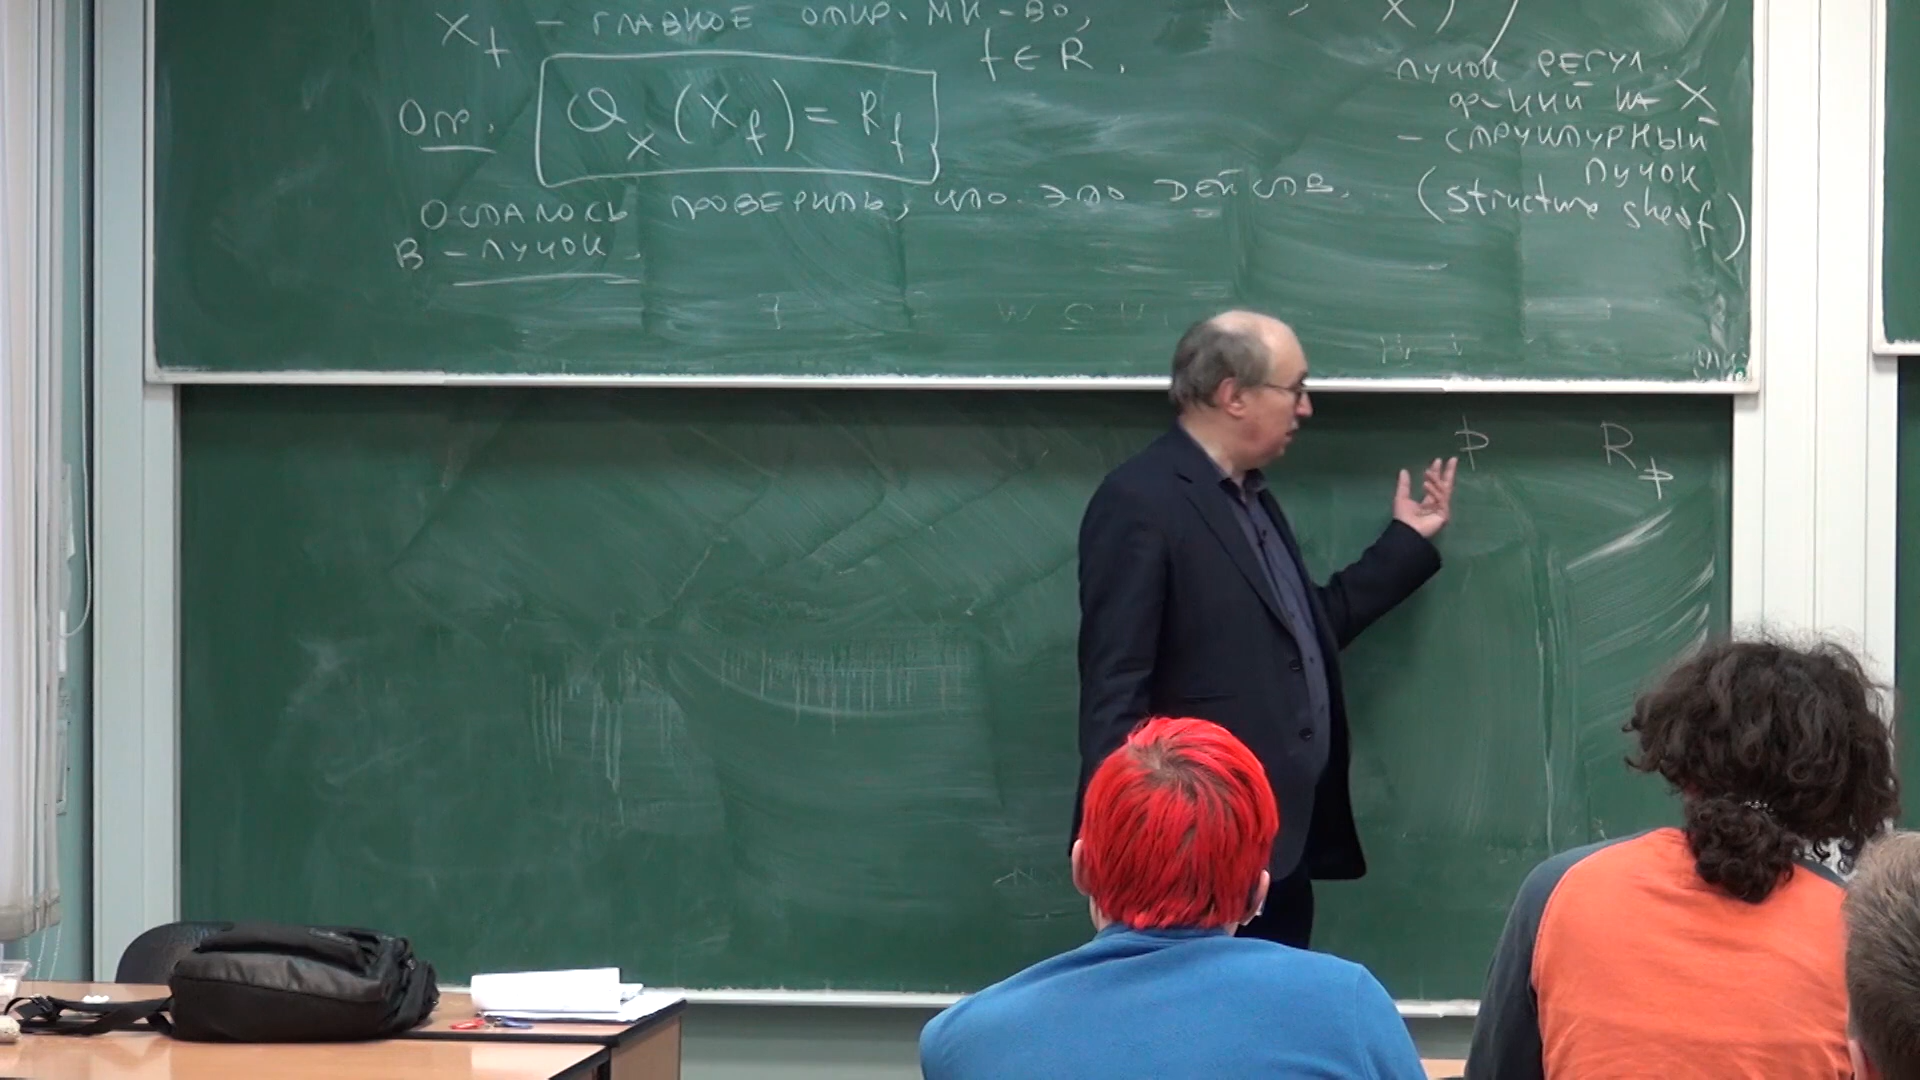 X_f – главное откр. мн-во,
f ∈ R.
Оп. O_X(X_f) = R_f
Осталось проверить, что это действ.
B – пучок.
X)
пучок регул.
ф-ций на X
– структурный
пучок
(structure sheaf)
p R_p